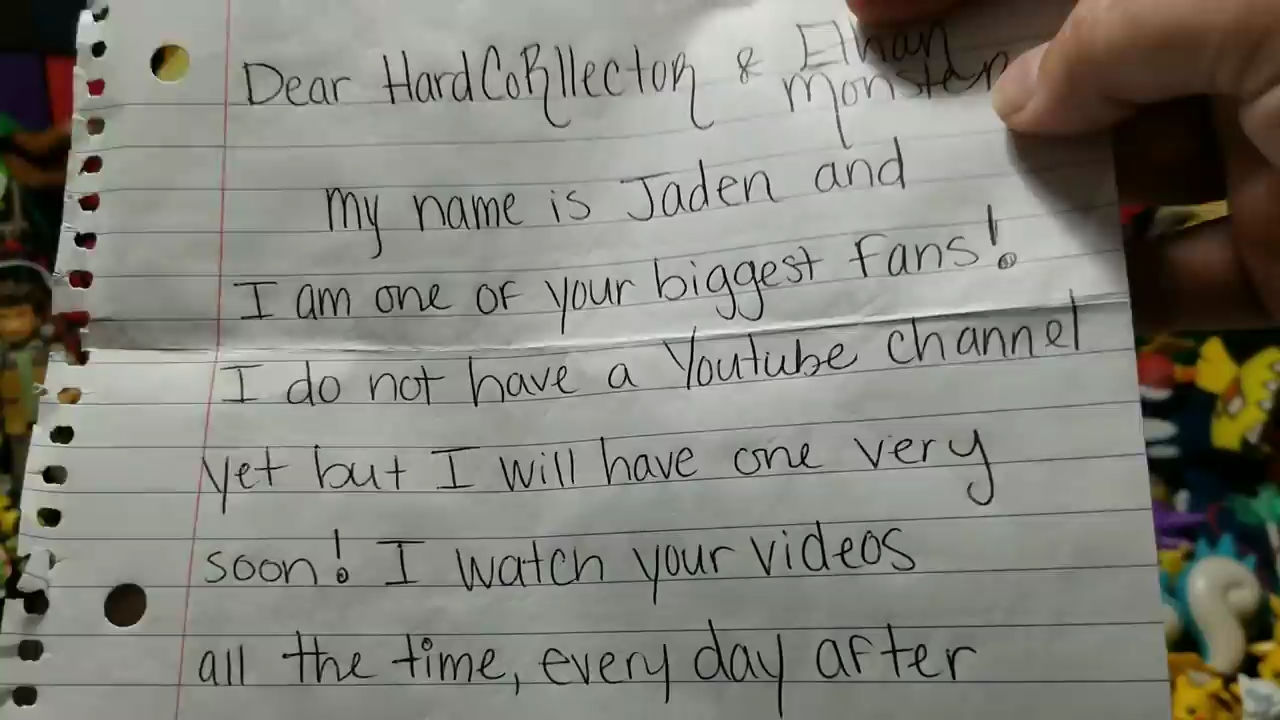 Dear HardCoRllector & Ethan
Monster
My name is Jaden and
I am one of your biggest fans!
I do not have a Youtube channel
yet but I will have one very
soon! I watch your videos
all the time, every day after